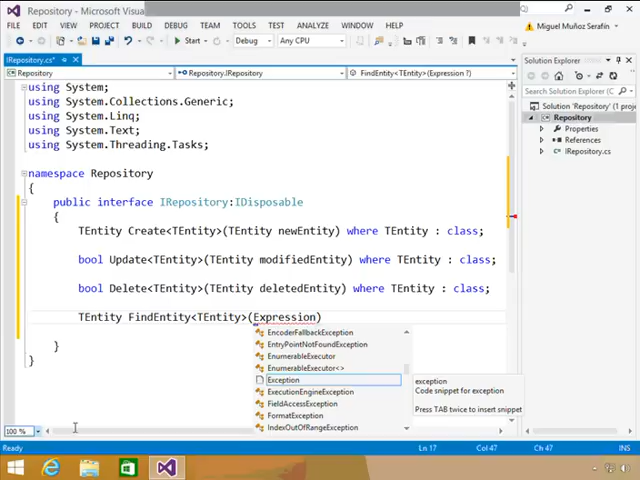 Repository - Microsoft Visual
FILE EDIT VIEW PROJECT BUILD DEBUG TEAM TOOLS TEST ANALYZE WINDOW HELP
Miguel Muñoz Serafín
Start Debug Any CPU
IRepository.cs*
Repository Repository.IRepository FindEntity<TEntity>(Expression ?)
using System;
using System.Collections.Generic;
using System.Linq;
using System.Text;
using System.Threading.Tasks;
namespace Repository
{
public interface IRepository:IDisposable
{
TEntity Create<TEntity>(TEntity newEntity) where TEntity : class;
bool Update<TEntity>(TEntity modifiedEntity) where TEntity : class;
bool Delete<TEntity>(TEntity deletedEntity) where TEntity : class;
TEntity FindEntity<TEntity>(Expression)
}
}
EncoderFallbackException
EntryPointNotFoundException
EnumerableExecutor
EnumerableExecutor<>
Exception
ExecutionEngineException
FieldAccessException
FormatException
IndexOutOfRangeException
exception
Code snippet for exception
Press TAB twice to insert snippet
Solution Explorer
Search Solution Explorer
Solution 'Repository' (1 proj
Repository
Properties
References
IRepository.cs
100 %
Ready Ln 17 Col 47 Ch 47